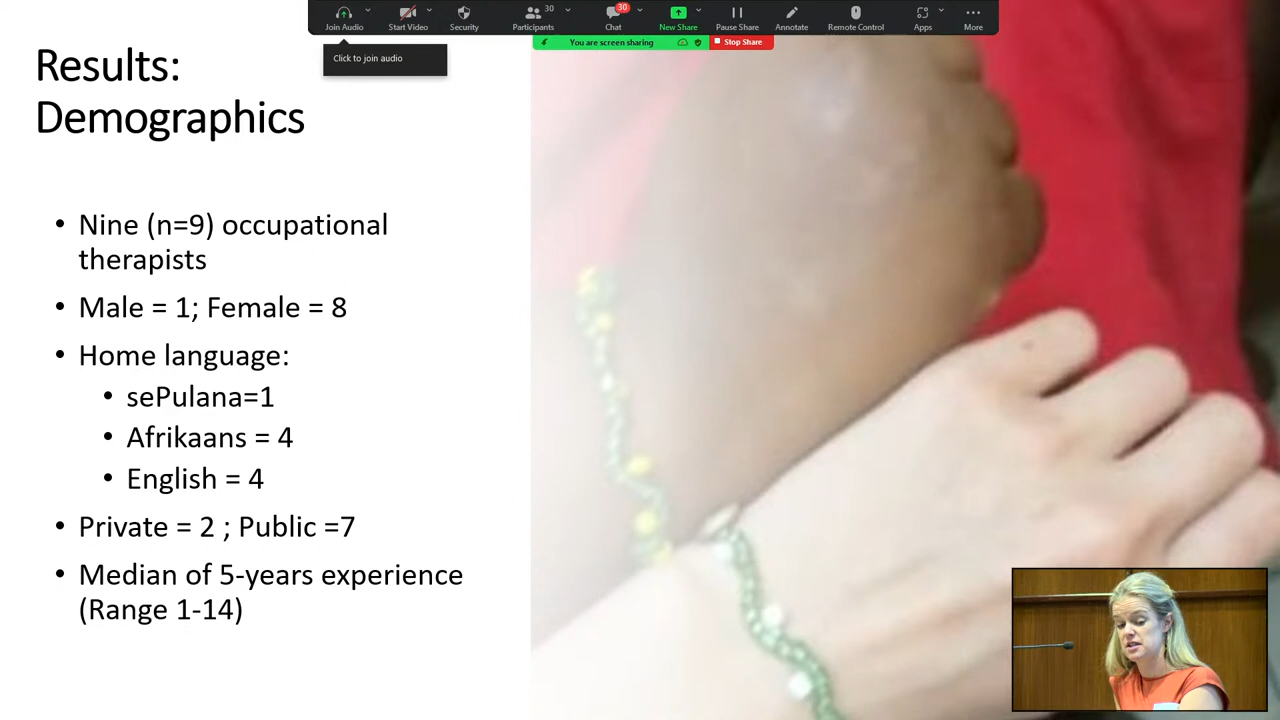 30
30
Join Audio
Start Video
Security
Participants
Chat
New Share
Pause Share
Annotate
Remote Control
Apps
More
You are screen sharing
Stop Share
Click to join audio
Results:
Demographics
• Nine (n=9) occupational
therapists
• Male = 1; Female = 8
• Home language:
• sePulana=1
• Afrikaans = 4
• English = 4
• Private = 2 ; Public =7
• Median of 5-years experience
(Range 1-14)